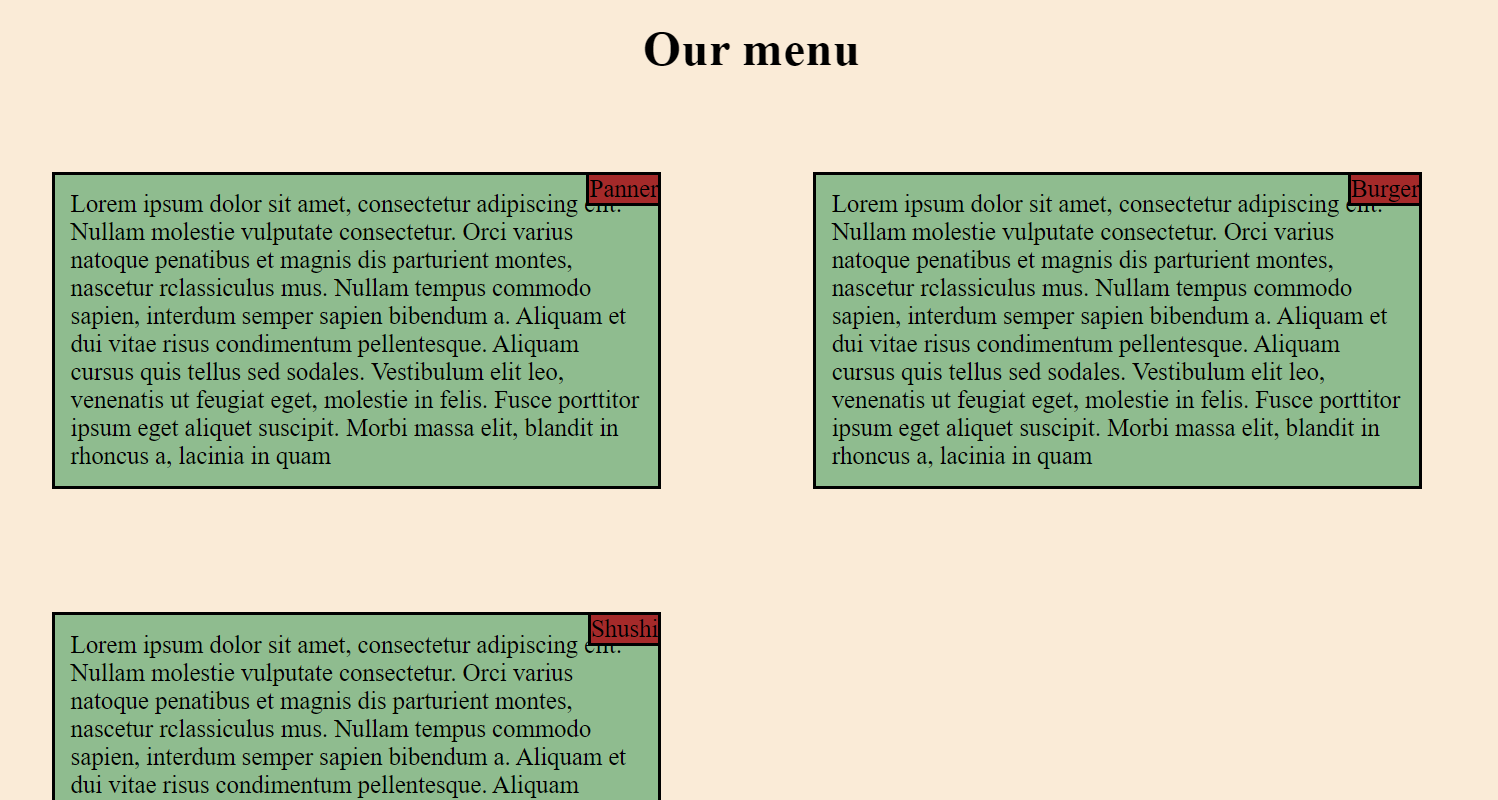 Our menu
Panner
Lorem ipsum dolor sit amet, consectetur adipiscing elit.
Nullam molestie vulputate consectetur. Orci varius
natoque penatibus et magnis dis parturient montes,
nascetur rclassiculus mus. Nullam tempus commodo
sapien, interdum semper sapien bibendum a. Aliquam et
dui vitae risus condimentum pellentesque. Aliquam
cursus quis tellus sed sodales. Vestibulum elit leo,
venenatis ut feugiat eget, molestie in felis. Fusce porttitor
ipsum eget aliquet suscipit. Morbi massa elit, blandit in
rhoncus a, lacinia in quam
Burger
Lorem ipsum dolor sit amet, consectetur adipiscing elit.
Nullam molestie vulputate consectetur. Orci varius
natoque penatibus et magnis dis parturient montes,
nascetur rclassiculus mus. Nullam tempus commodo
sapien, interdum semper sapien bibendum a. Aliquam et
dui vitae risus condimentum pellentesque. Aliquam
cursus quis tellus sed sodales. Vestibulum elit leo,
venenatis ut feugiat eget, molestie in felis. Fusce porttitor
ipsum eget aliquet suscipit. Morbi massa elit, blandit in
rhoncus a, lacinia in quam
Shushi
Lorem ipsum dolor sit amet, consectetur adipiscing elit.
Nullam molestie vulputate consectetur. Orci varius
natoque penatibus et magnis dis parturient montes,
nascetur rclassiculus mus. Nullam tempus commodo
sapien, interdum semper sapien bibendum a. Aliquam et
dui vitae risus condimentum pellentesque. Aliquam